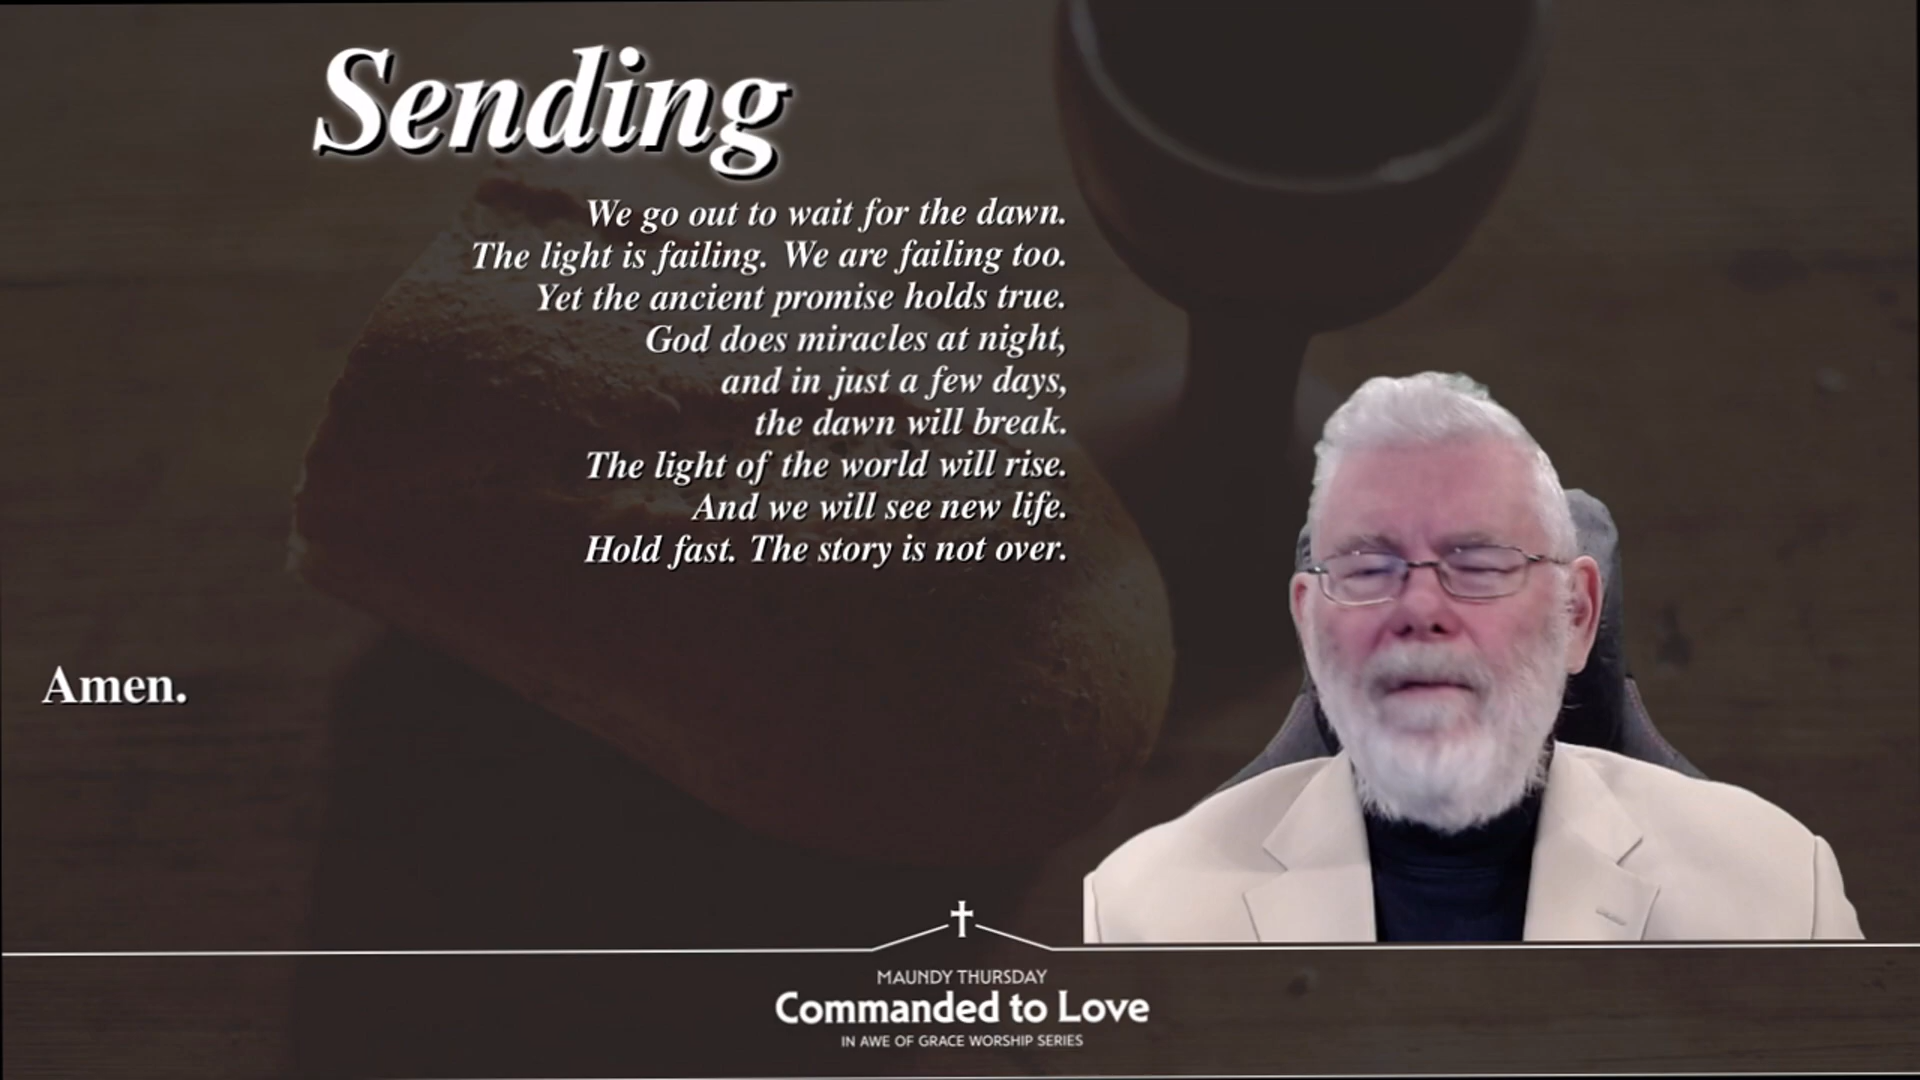 Sending
We go out to wait for the dawn.
The light is failing. We are failing too.
Yet the ancient promise holds true.
God does miracles at night,
and in just a few days,
the dawn will break.
The light of the world will rise.
And we will see new life.
Hold fast. The story is not over.
Amen.
MAUNDY THURSDAY
Commanded to Love
IN AWE OF GRACE WORSHIP SERIES